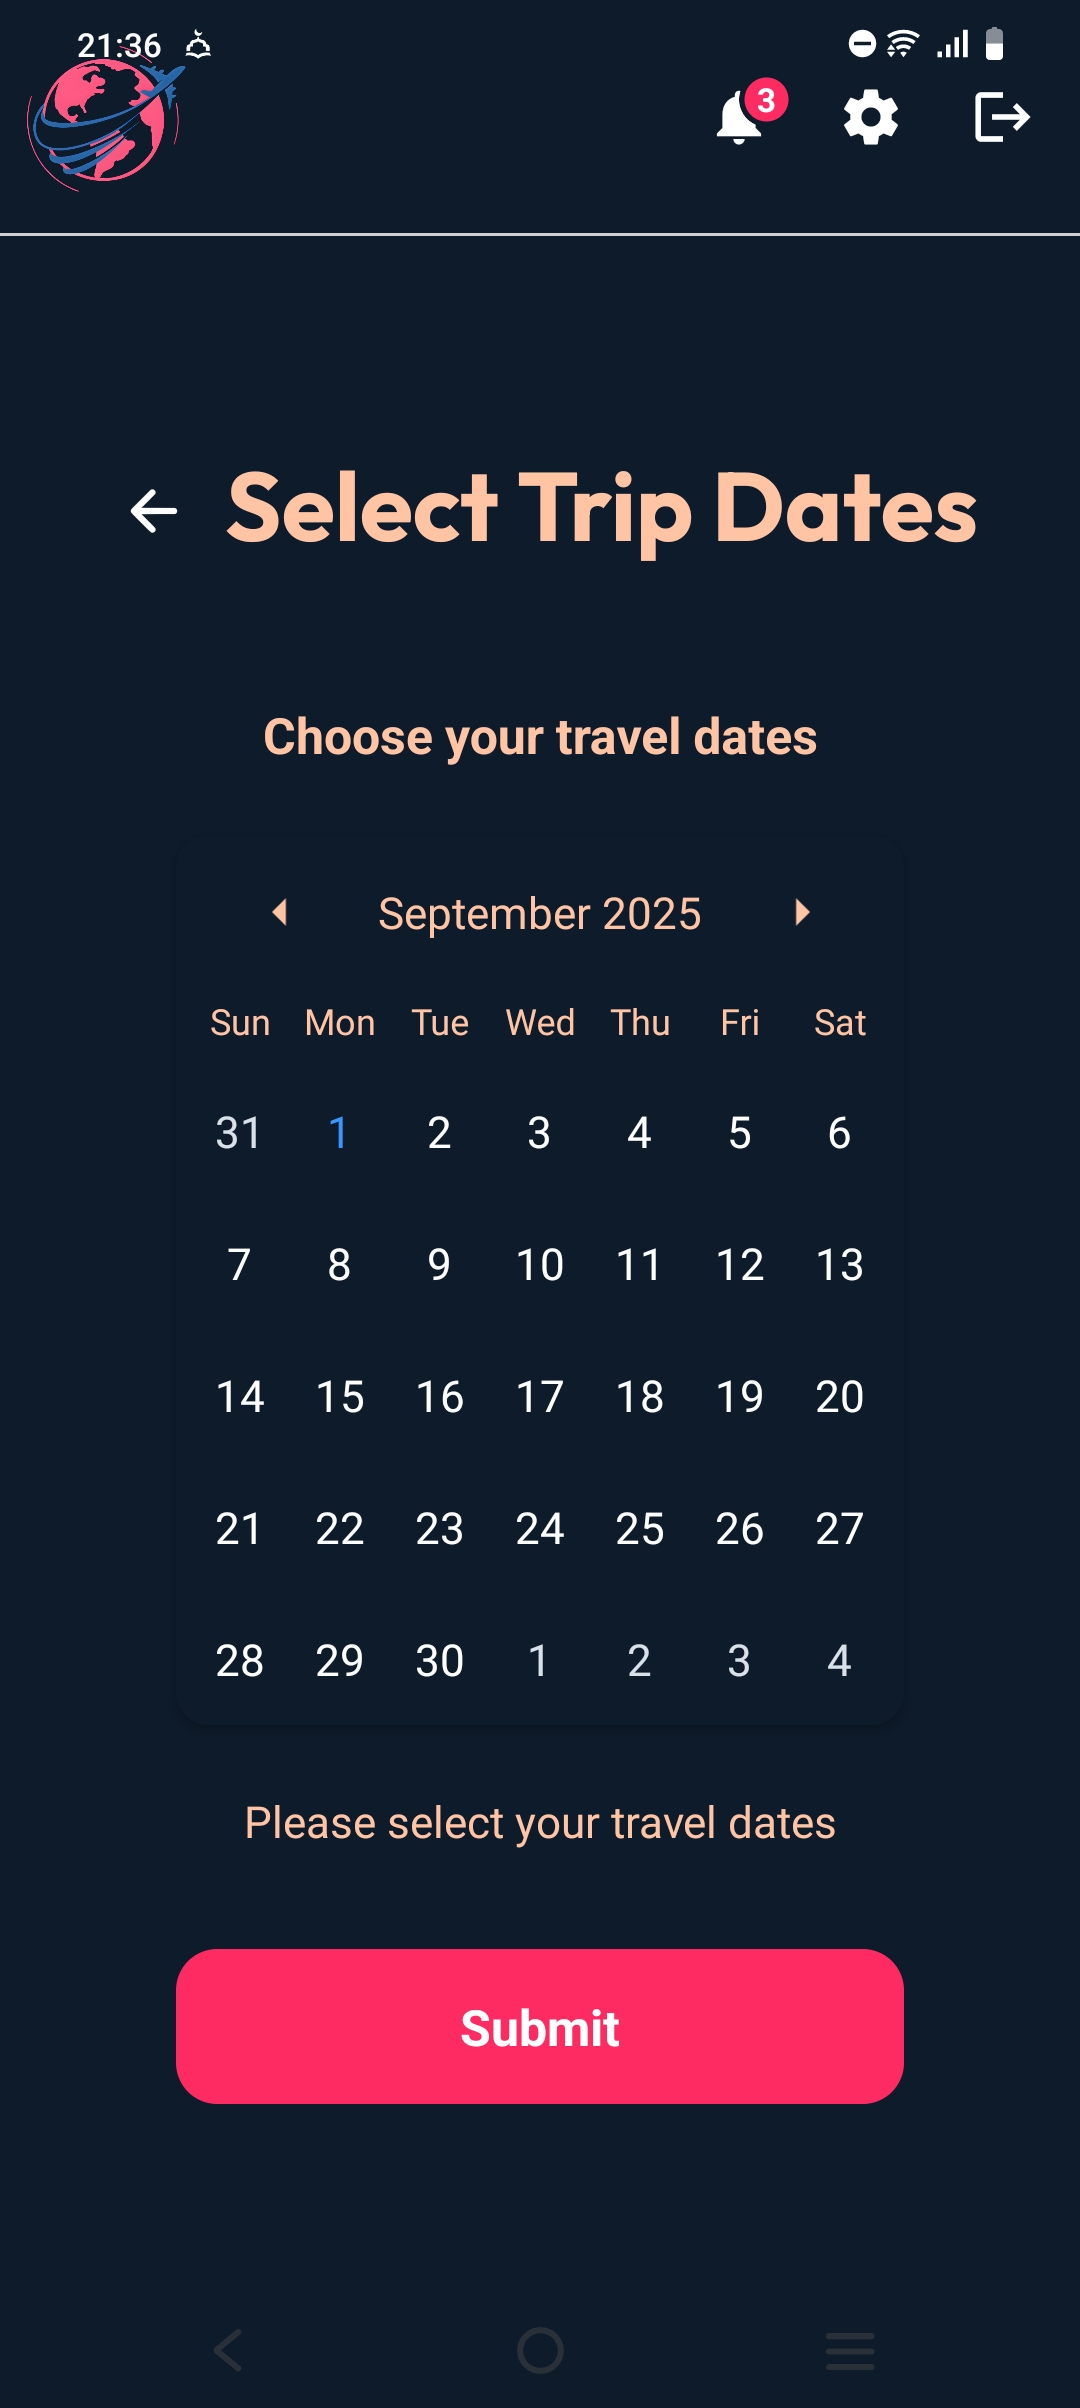 21:36
3
Select Trip Dates
Choose your travel dates
September 2025
Sun Mon Tue Wed Thu Fri Sat
31 1 2 3 4 5 6
7 8 9 10 11 12 13
14 15 16 17 18 19 20
21 22 23 24 25 26 27
28 29 30 1 2 3 4
Please select your travel dates
Submit